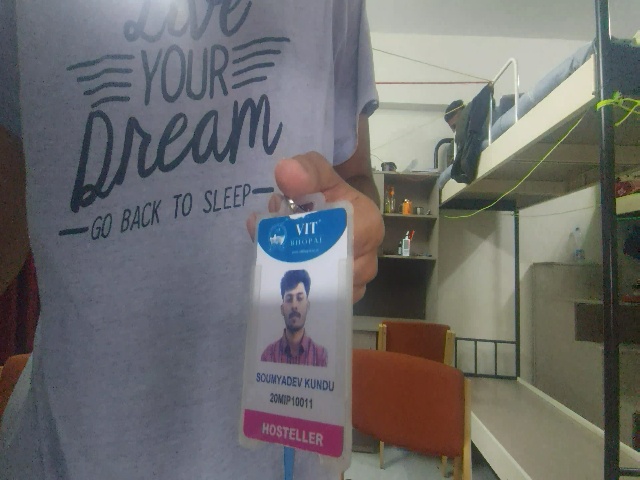 Live
YOUR
Dream
GO BACK TO SLEEP
VIT
BHOPAL
SOUMYADEV KUNDU
20MIP10011
HOSTELLER